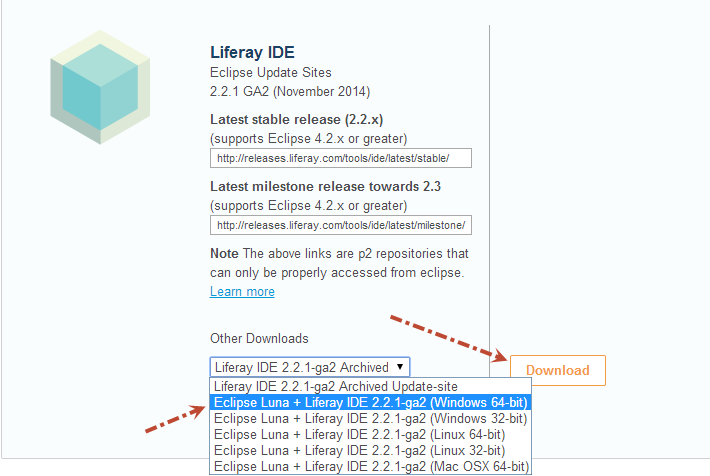 Liferay IDE
Eclipse Update Sites
2.2.1 GA2 (November 2014)
Latest stable release (2.2.x)
(supports Eclipse 4.2.x or greater)
http://releases.liferay.com/tools/ide/latest/stable/
Latest milestone release towards 2.3
(supports Eclipse 4.2.x or greater)
http://releases.liferay.com/tools/ide/latest/milestone/
Note The above links are p2 repositories that
can only be properly accessed from eclipse.
Learn more
Other Downloads
Liferay IDE 2.2.1-ga2 Archived
Download
Liferay IDE 2.2.1-ga2 Archived Update-site
Eclipse Luna + Liferay IDE 2.2.1-ga2 (Windows 64-bit)
Eclipse Luna + Liferay IDE 2.2.1-ga2 (Windows 32-bit)
Eclipse Luna + Liferay IDE 2.2.1-ga2 (Linux 64-bit)
Eclipse Luna + Liferay IDE 2.2.1-ga2 (Linux 32-bit)
Eclipse Luna + Liferay IDE 2.2.1-ga2 (Mac OSX 64-bit)